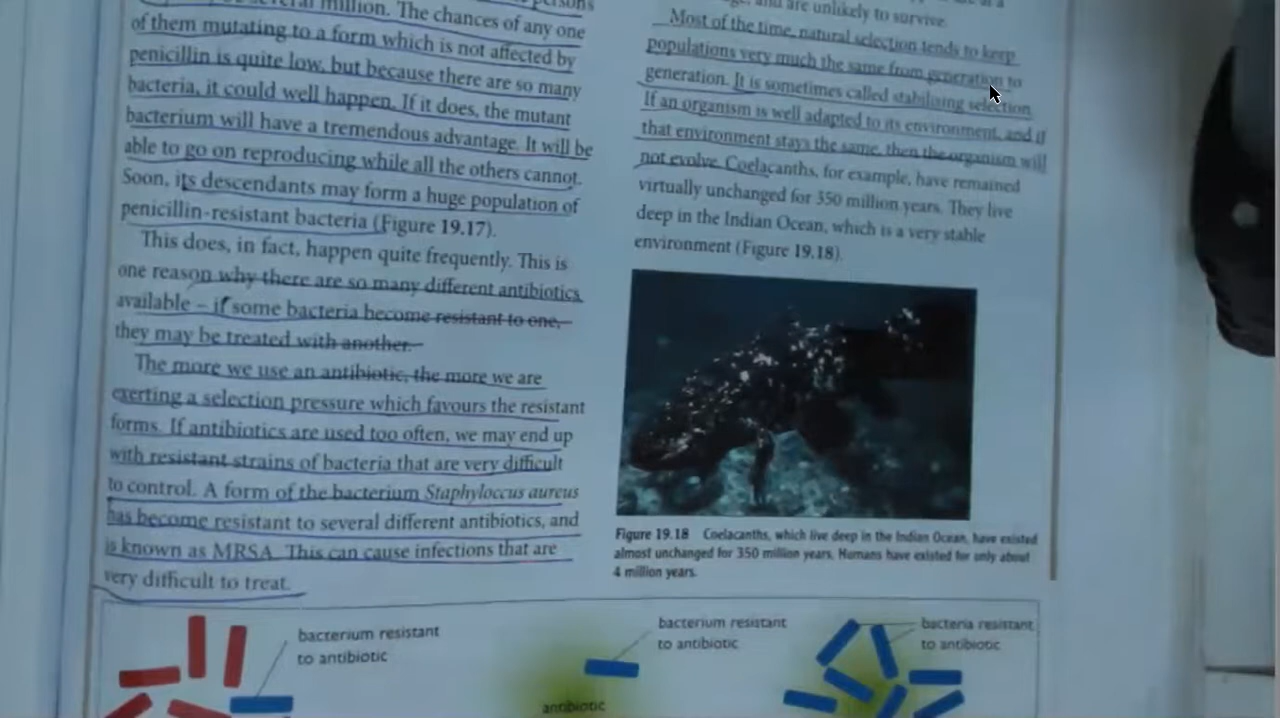 several million. The chances of any one
of them mutating to a form which is not affected by
penicillin is quite low, but because there are so many
bacteria, it could well happen. If it does, the mutant
bacterium will have a tremendous advantage. It will be
able to go on reproducing while all the others cannot.
Soon, its descendants may form a huge population of
penicillin-resistant bacteria (Figure 19.17).
This does, in fact, happen quite frequently. This is
one reason why there are so many different antibiotics
available – if some bacteria become resistant to one,
they may be treated with another.
The more we use an antibiotic, the more we are
exerting a selection pressure which favours the resistant
forms. If antibiotics are used too often, we may end up
with resistant strains of bacteria that are very difficult
to control. A form of the bacterium Staphyloccus aureus
has become resistant to several different antibiotics, and
is known as MRSA. This can cause infections that are
very difficult to treat.
and are unlikely to survive.
Most of the time, natural selection tends to keep
populations very much the same from generation to
generation. It is sometimes called stabilising selection.
If an organism is well adapted to its environment, and if
that environment stays the same, then the organism will
not evolve. Coelacanths, for example, have remained
virtually unchanged for 350 million years. They live
deep in the Indian Ocean, which is a very stable
environment (Figure 19.18).
Figure 19.18 Coelacanths, which live deep in the Indian Ocean, have existed
almost unchanged for 350 million years. Humans have existed for only about
4 million years.
bacterium resistant
to antibiotic
antibiotic
bacterium resistant
to antibiotic
bacteria resistant
to antibiotic